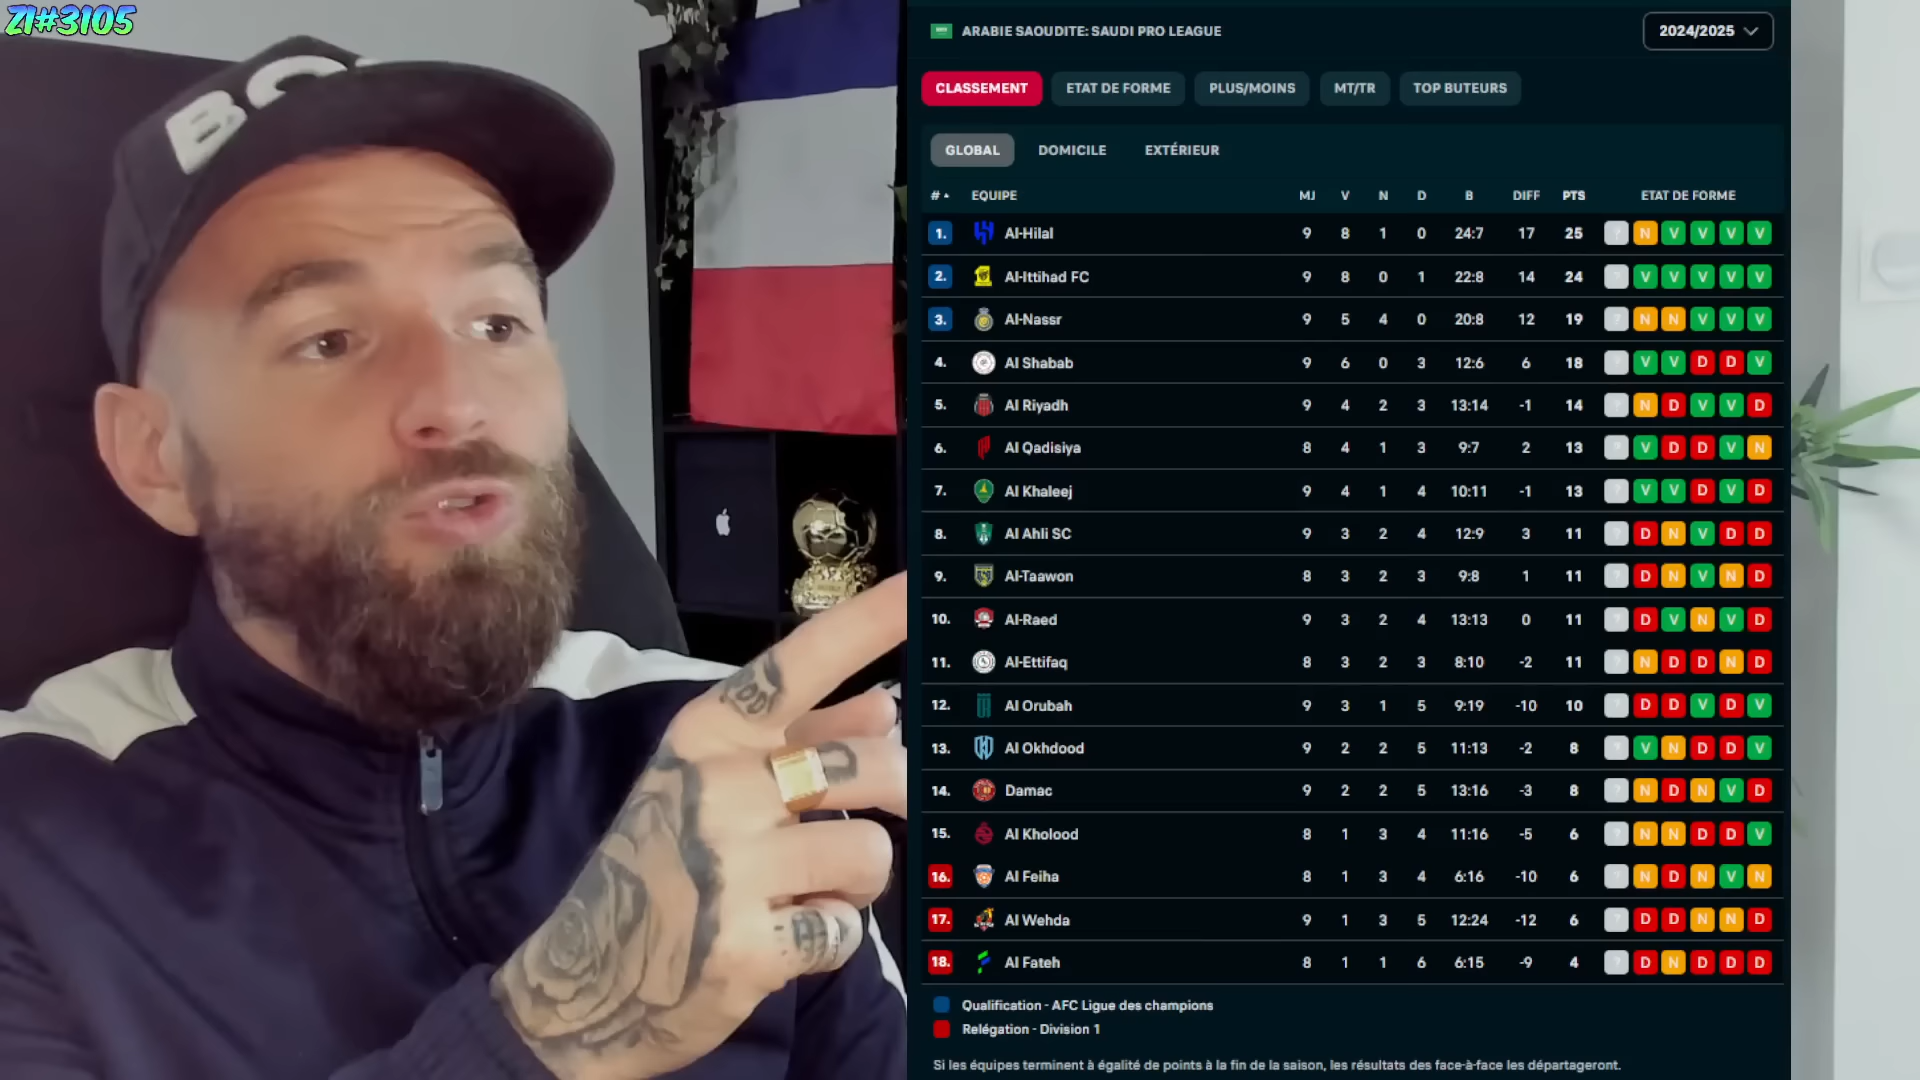 Z1#3105
ARABIE SAOUDITE: SAUDI PRO LEAGUE
2024/2025
CLASSEMENT ETAT DE FORME PLUS/MOINS MT/TR TOP BUTEURS
GLOBAL DOMICILE EXTÉRIEUR
# EQUIPE MJ V N D B DIFF PTS ETAT DE FORME
1. Al-Hilal 9 8 1 0 24:7 17 25 ? N V V V V
2. Al-Ittihad FC 9 8 0 1 22:8 14 24 ? V V V V V
3. Al-Nassr 9 5 4 0 20:8 12 19 ? N N V V V
4. Al Shabab 9 6 0 3 12:6 6 18 ? V V D D V
5. Al Riyadh 9 4 2 3 13:14 -1 14 ? N D V V D
6. Al Qadisiya 8 4 1 3 9:7 2 13 ? V D D V N
7. Al Khaleej 9 4 1 4 10:11 -1 13 ? V V D V D
8. Al Ahli SC 9 3 2 4 12:9 3 11 ? D N V D D
9. Al-Taawon 8 3 2 3 9:8 1 11 ? D N V N D
10. Al-Raed 9 3 2 4 13:13 0 11 ? D V N V D
11. Al-Ettifaq 8 3 2 3 8:10 -2 11 ? N D D N D
12. Al Orubah 9 3 1 5 9:19 -10 10 ? D D V D V
13. Al Okhdood 9 2 2 5 11:13 -2 8 ? V N D D V
14. Damac 9 2 2 5 13:16 -3 8 ? N D N V D
15. Al Kholood 8 1 3 4 11:16 -5 6 ? N N D D V
16. Al Feiha 8 1 3 4 6:16 -10 6 ? N D N V N
17. Al Wehda 9 1 3 5 12:24 -12 6 ? D D N N D
18. Al Fateh 8 1 1 6 6:15 -9 4 ? D N D D D
Qualification - AFC Ligue des champions
Relégation - Division 1
Si les équipes terminent à égalité de points à la fin de la saison, les résultats des face-à-face les départageront.